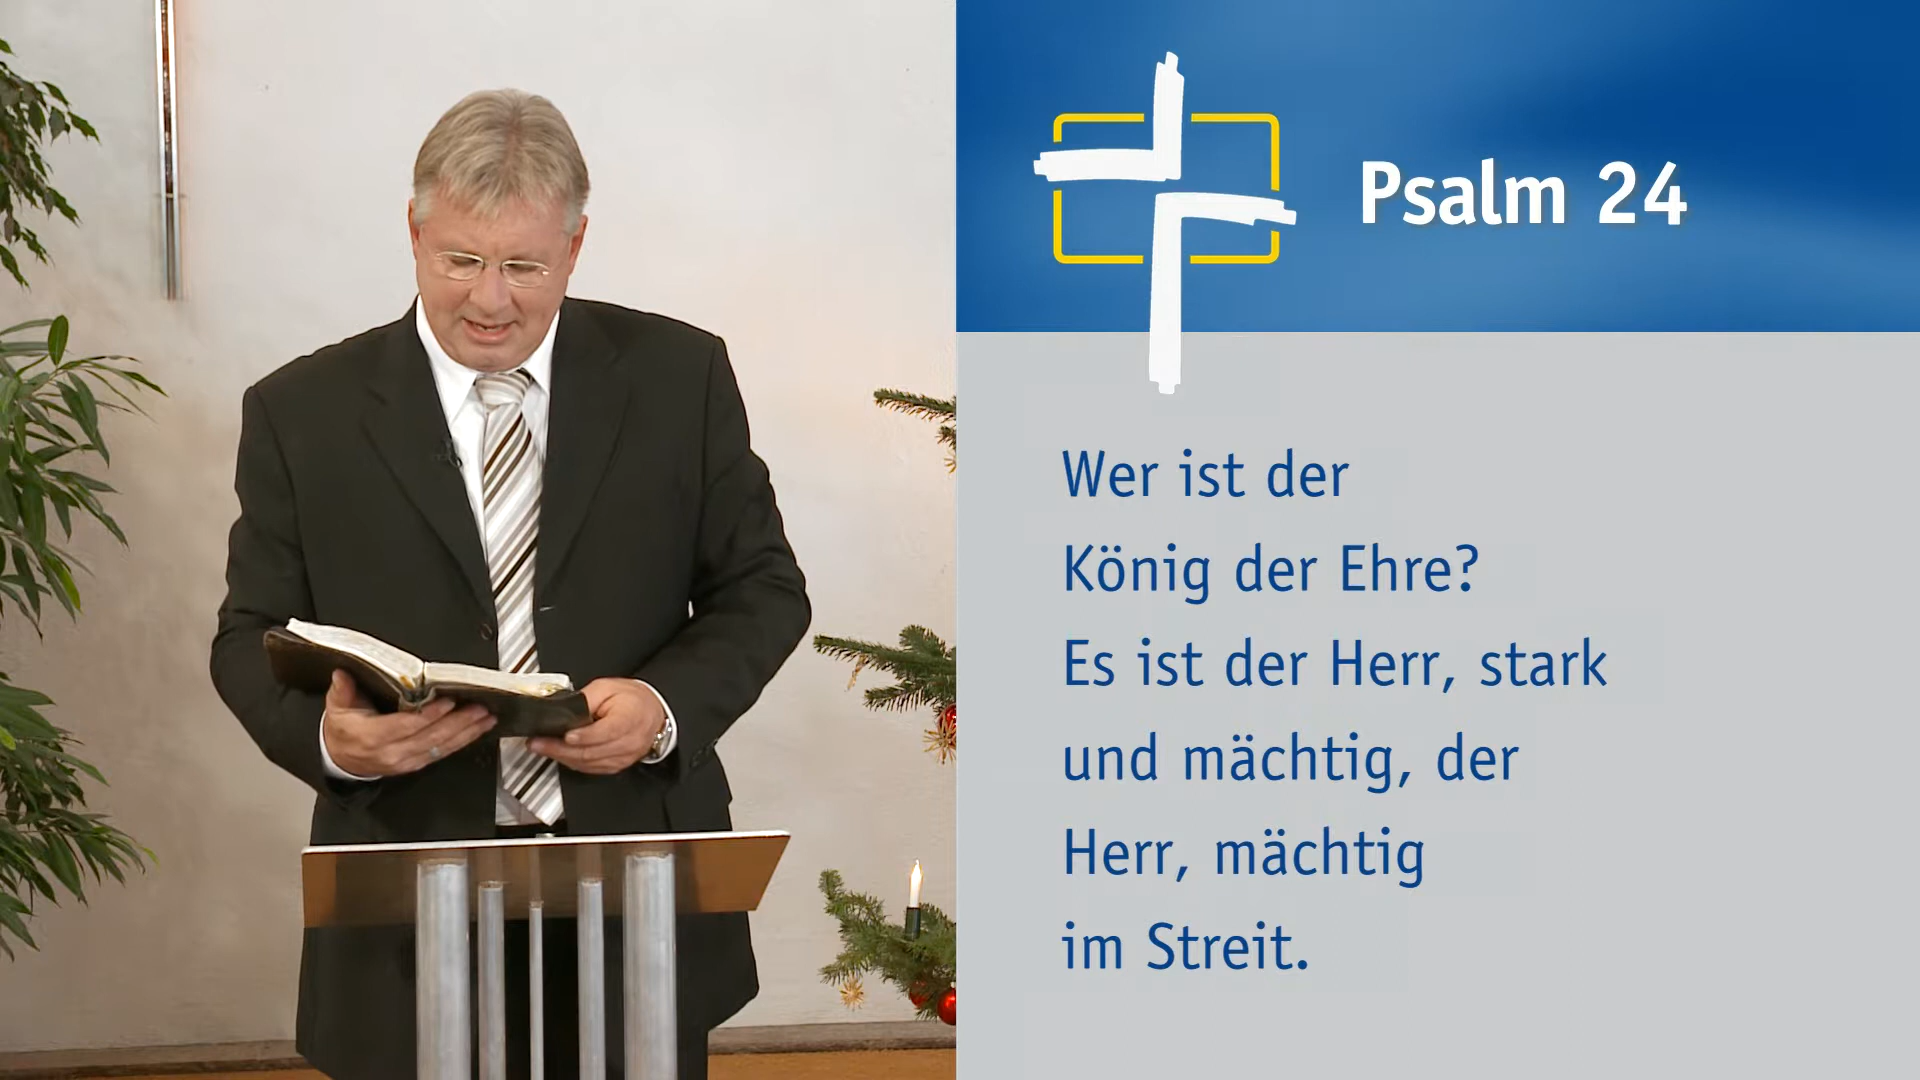 Psalm 24
Wer ist der
König der Ehre?
Es ist der Herr, stark
und mächtig, der
Herr, mächtig
im Streit.